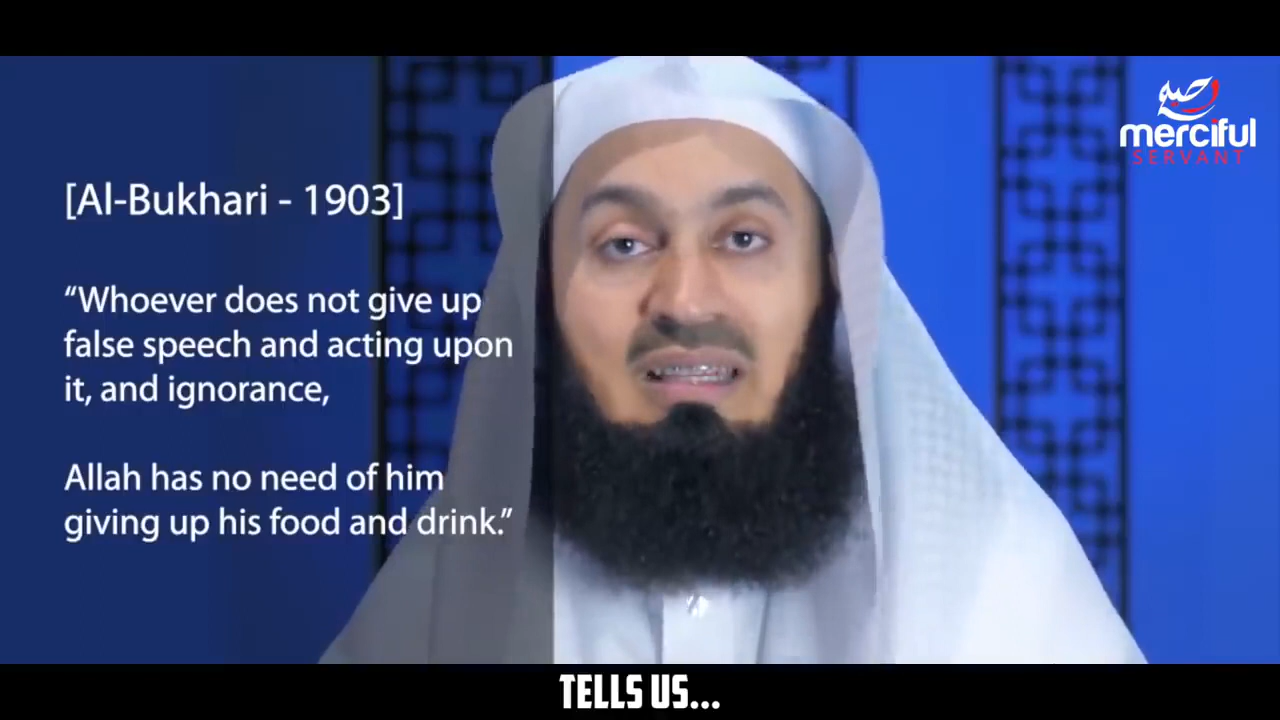 [Al-Bukhari - 1903]
“Whoever does not give up
false speech and acting upon
it, and ignorance,
Allah has no need of him
giving up his food and drink.”
merciful
SERVANT
TELLS US...